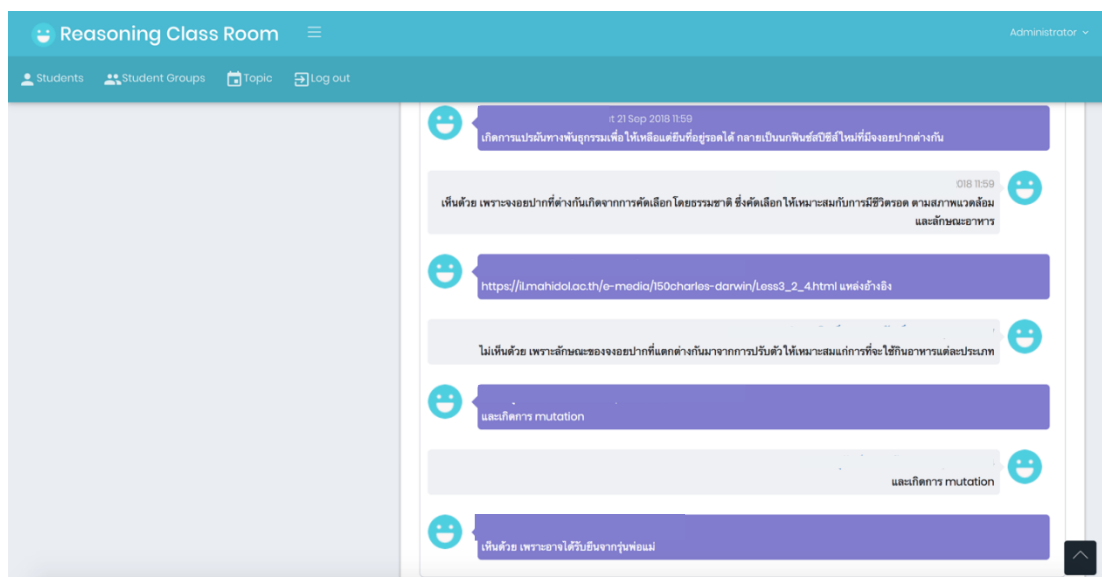 Reasoning Class Room
Administrator
Students
Student Groups
Topic
Log out
21 Sep 2018 11:59
เกิดการแปรผันทางพันธุกรรมเพื่อให้เหลือแต่ยีนที่อยู่รอดได้ กลายเป็นนกฟินช์สปีชีส์ใหม่ที่มีจงอยปากต่างกัน
018 11:59
เห็นด้วย เพราะจงอยปากที่ต่างกันเกิดจากการคัดเลือกโดยธรรมชาติ ซึ่งคัดเลือกให้เหมาะสมกับการมีชีวิตรอด ตามสภาพแวดล้อม
และลักษณะอาหาร
https://il.mahidol.ac.th/e-media/150charles-darwin/Less3_2_4.html แหล่งอ้างอิง
ไม่เห็นด้วย เพราะลักษณะของจงอยปากที่แตกต่างกันมาจากการปรับตัวให้เหมาะสมแก่การที่จะใช้กินอาหารแต่ละประเภท
และเกิดการ mutation
และเกิดการ mutation
เห็นด้วย เพราะอาจได้รับยีนจากรุ่นพ่อแม่